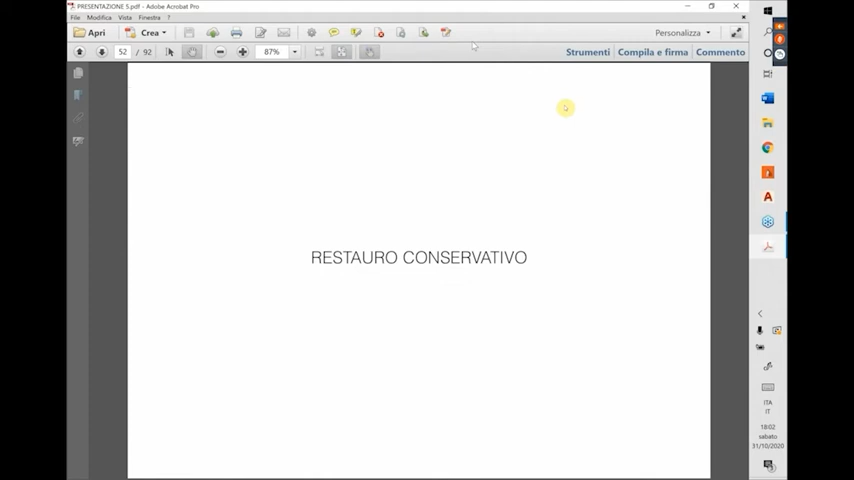 PRESENTAZIONE 5.pdf - Adobe Acrobat Pro
File Modifica Vista Finestra ?
Apri Crea Personalizza
52 / 92 87% Strumenti Compila e firma Commento
RESTAURO CONSERVATIVO
ITA
IT
18:02
sabato
31/10/2020